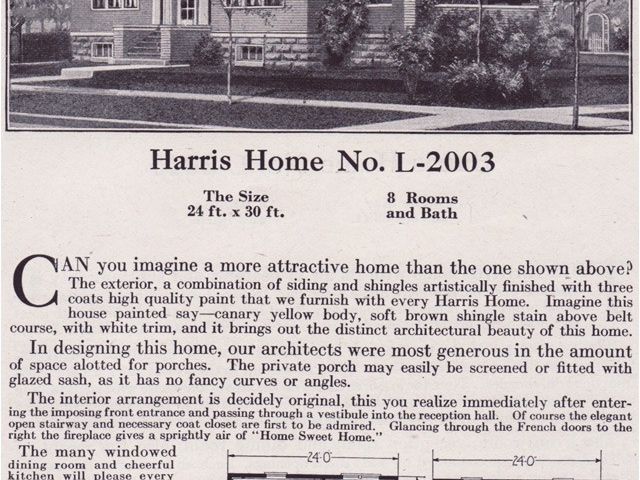 Harris Home No. L-2003
The Size
24 ft. x 30 ft.
8 Rooms
and Bath
CAN you imagine a more attractive home than the one shown above?
The exterior, a combination of siding and shingles artistically finished with three
coats high quality paint that we furnish with every Harris Home. Imagine this
house painted say—canary yellow body, soft brown shingle stain above belt
course, with white trim, and it brings out the distinct architectural beauty of this home.
In designing this home, our architects were most generous in the amount
of space alotted for porches. The private porch may easily be screened or fitted with
glazed sash, as it has no fancy curves or angles.
The interior arrangement is decidely original, this you realize immediately after enter-
ing the imposing front entrance and passing through a vestibule into the reception hall. Of course the elegant
open stairway and necessary coat closet are first to be admired. Glancing through the French doors to the
right the fireplace gives a sprightly air of "Home Sweet Home."
The many windowed
dining room and cheerful
kitchen will please every
24'0"
24'0"